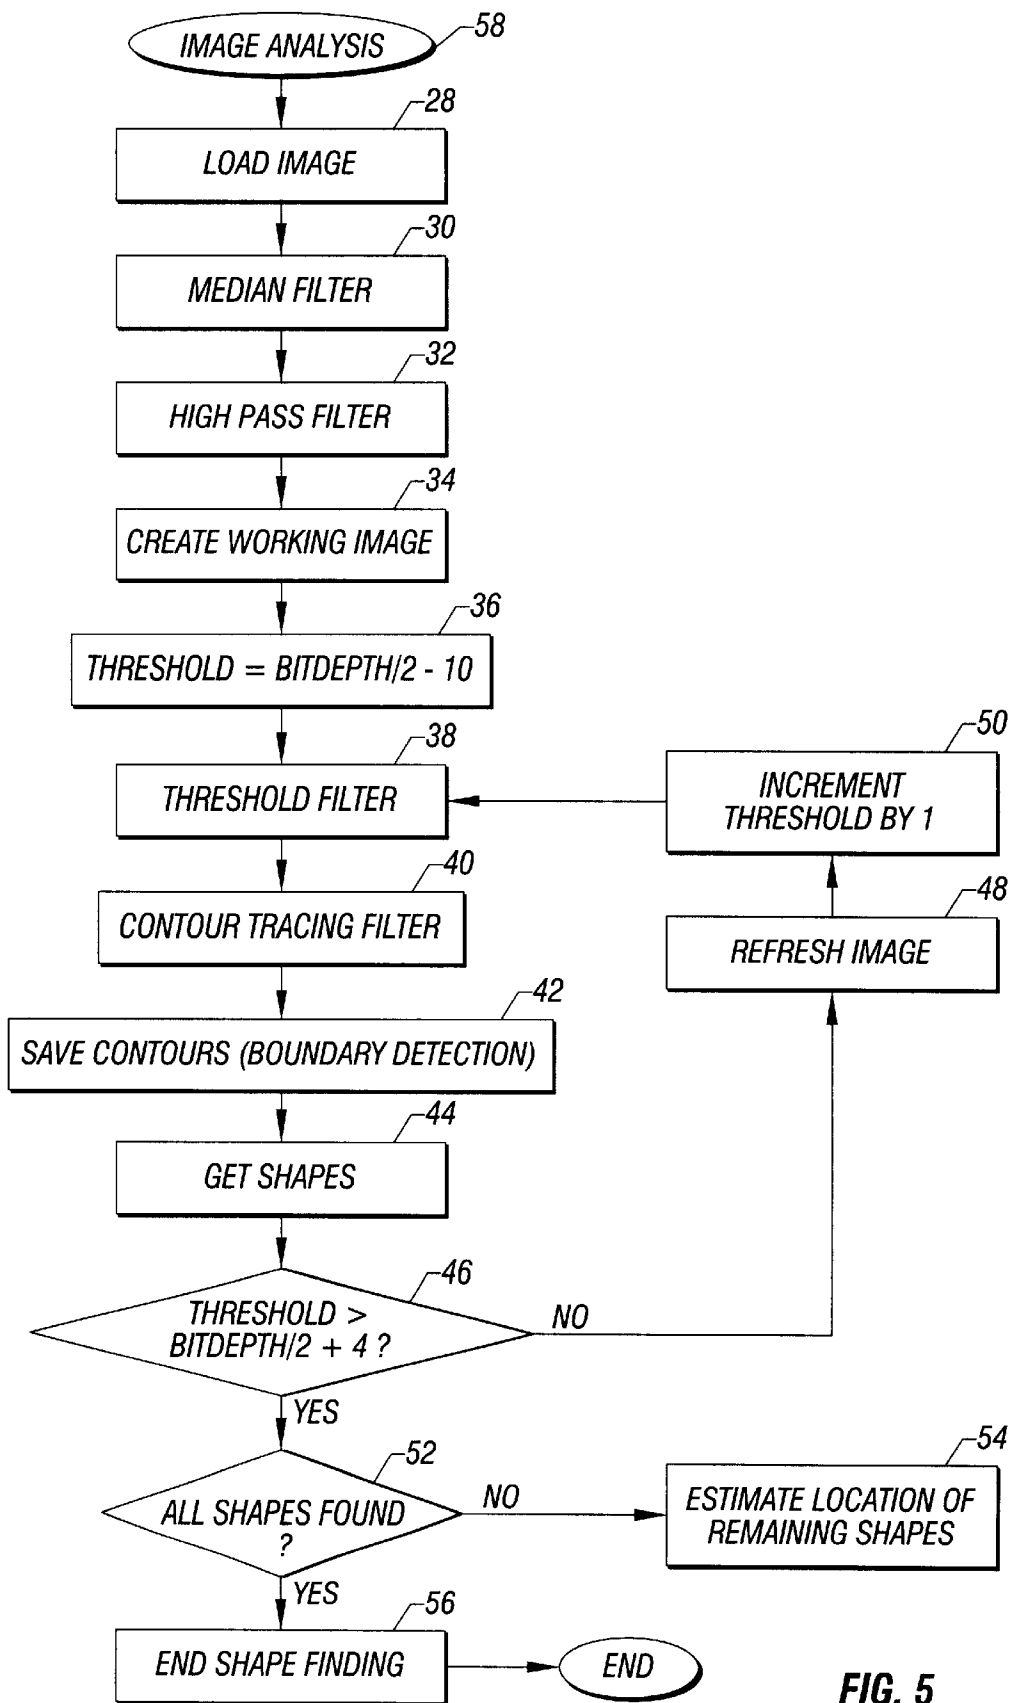 IMAGE ANALYSIS
58
28
LOAD IMAGE
30
MEDIAN FILTER
32
HIGH PASS FILTER
34
CREATE WORKING IMAGE
36
THRESHOLD = BITDEPTH/2 - 10
38
THRESHOLD FILTER
50
INCREMENT
THRESHOLD BY 1
40
CONTOUR TRACING FILTER
48
REFRESH IMAGE
42
SAVE CONTOURS (BOUNDARY DETECTION)
44
GET SHAPES
46
THRESHOLD >
BITDEPTH/2 + 4 ?
NO
YES
52
ALL SHAPES FOUND
?
NO
54
ESTIMATE LOCATION OF
REMAINING SHAPES
YES
56
END SHAPE FINDING
END
FIG. 5